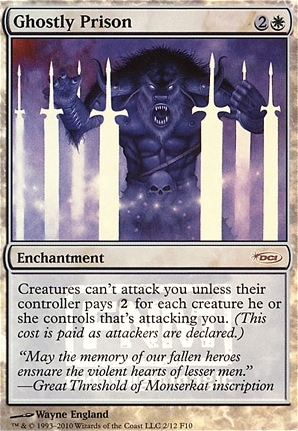 Ghostly Prison 2
Enchantment
DCI
Creatures can't attack you unless their
controller pays 2 for each creature he or
she controls that's attacking you. (This
cost is paid as attackers are declared.)
"May the memory of our fallen heroes
ensnare the violent hearts of lesser men."
—Great Threshold of Monserkai inscription
Wayne England
™ & © 1993–2010 Wizards of the Coast LLC 2/12 F10